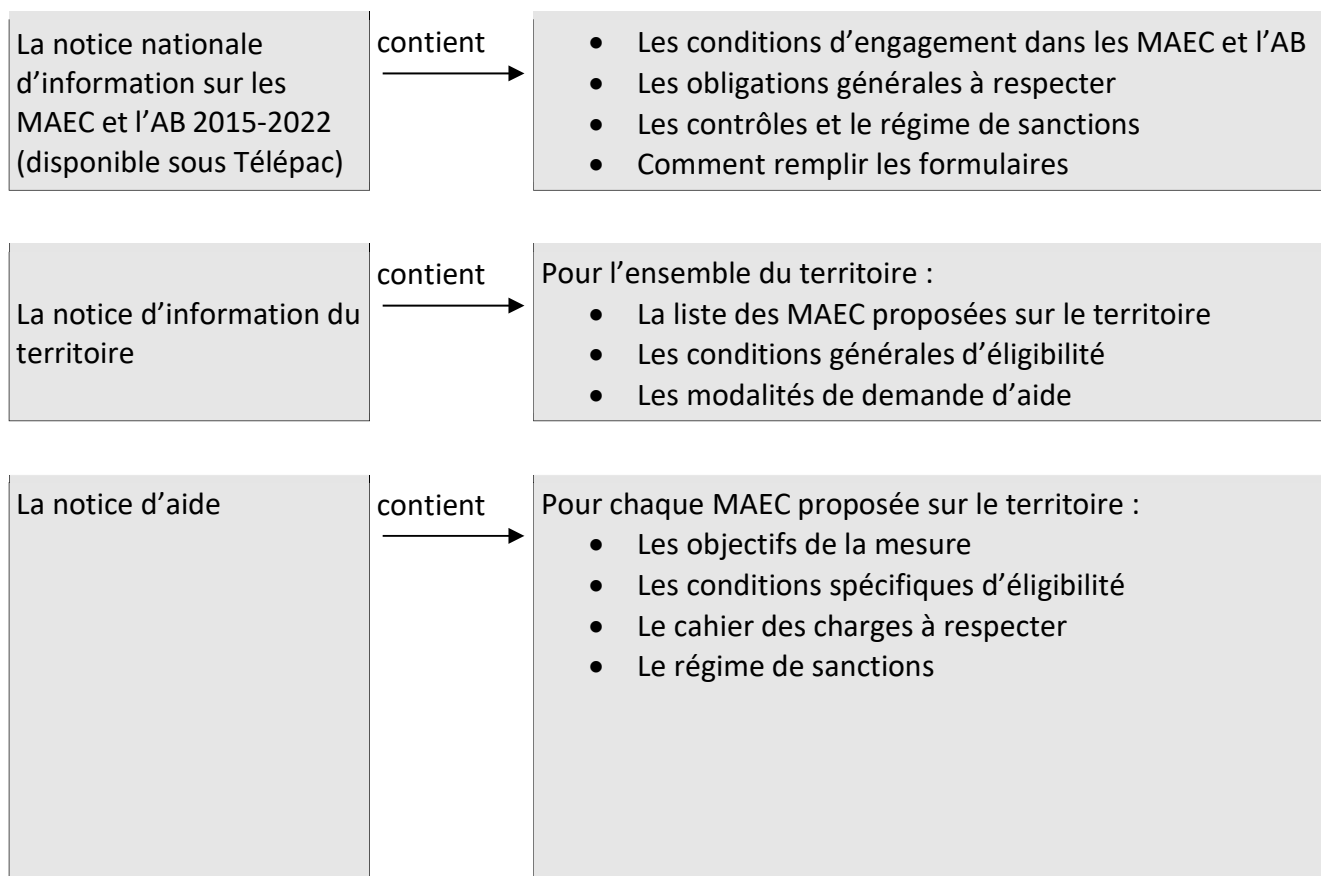 La notice nationale
d’information sur les
MAEC et l’AB 2015-2022
(disponible sous Télépac)
contient
• Les conditions d’engagement dans les MAEC et l’AB
• Les obligations générales à respecter
• Les contrôles et le régime de sanctions
• Comment remplir les formulaires
La notice d’information du
territoire
contient
Pour l’ensemble du territoire :
• La liste des MAEC proposées sur le territoire
• Les conditions générales d’éligibilité
• Les modalités de demande d’aide
La notice d’aide
contient
Pour chaque MAEC proposée sur le territoire :
• Les objectifs de la mesure
• Les conditions spécifiques d’éligibilité
• Le cahier des charges à respecter
• Le régime de sanctions